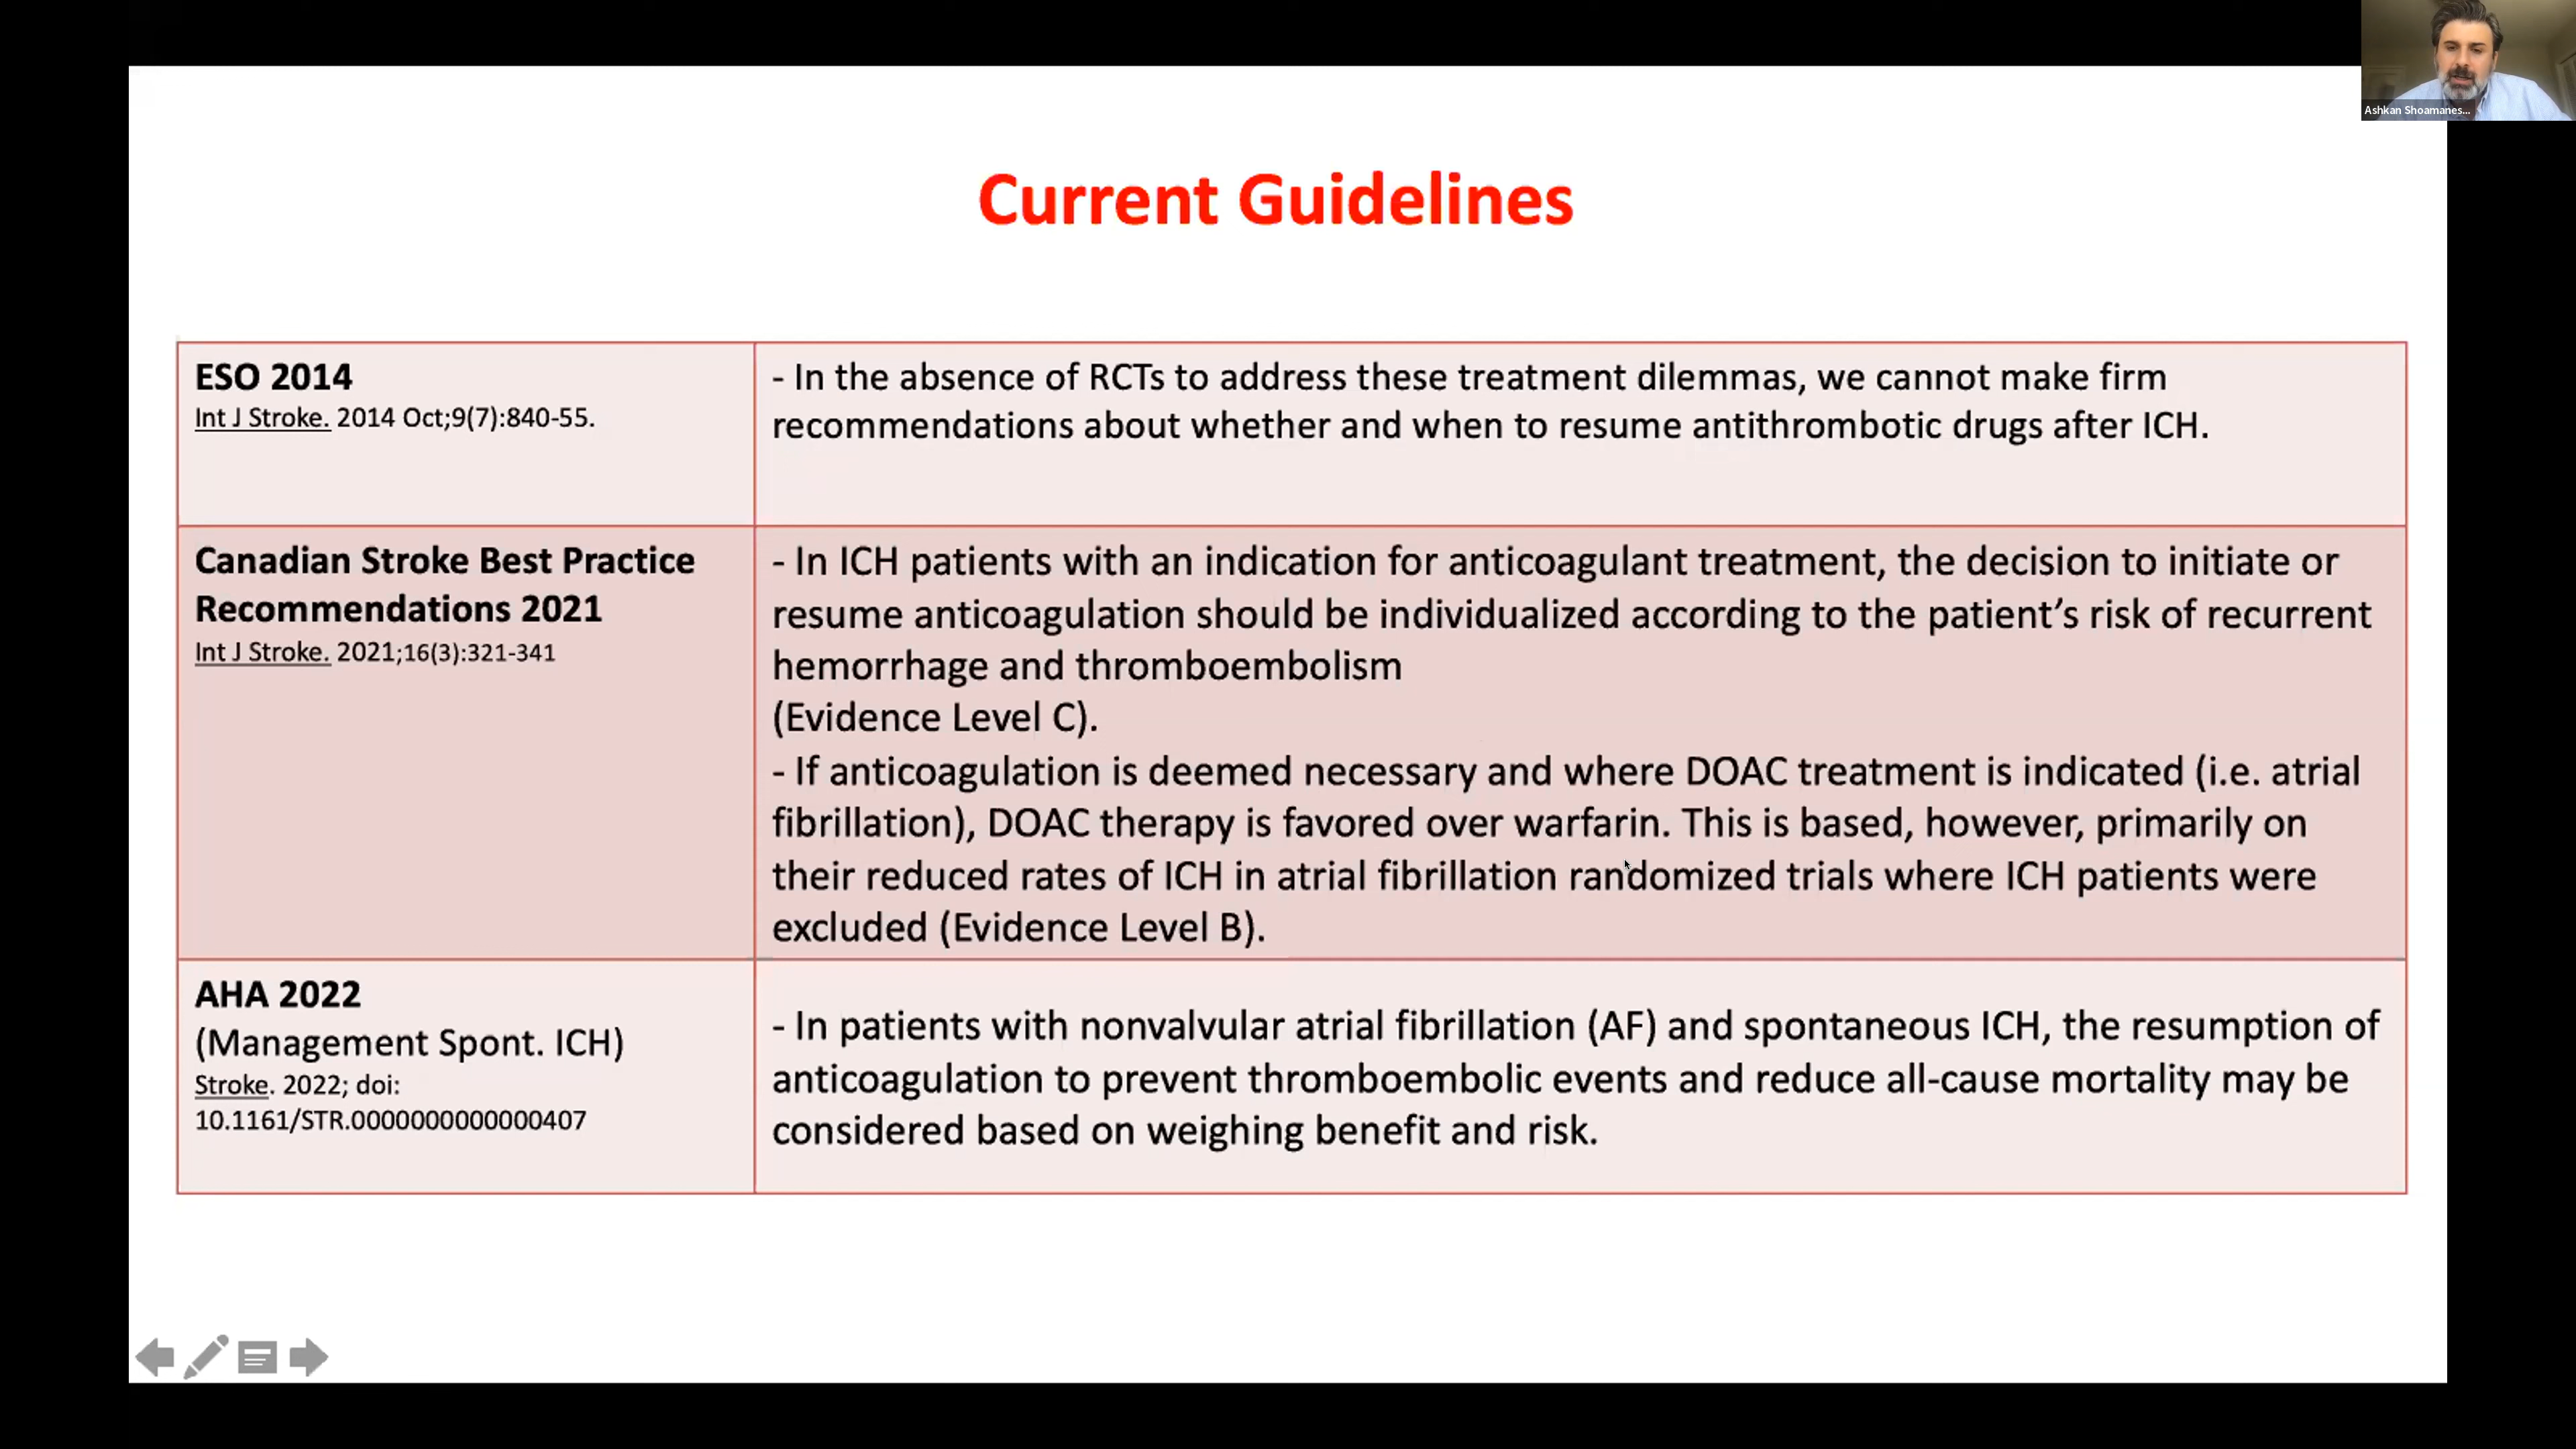 Ashkan Shoamanes...
Current Guidelines
ESO 2014
Int J Stroke. 2014 Oct;9(7):840-55.
- In the absence of RCTs to address these treatment dilemmas, we cannot make firm
recommendations about whether and when to resume antithrombotic drugs after ICH.
Canadian Stroke Best Practice
Recommendations 2021
Int J Stroke. 2021;16(3):321-341
- In ICH patients with an indication for anticoagulant treatment, the decision to initiate or
resume anticoagulation should be individualized according to the patient’s risk of recurrent
hemorrhage and thromboembolism
(Evidence Level C).
- If anticoagulation is deemed necessary and where DOAC treatment is indicated (i.e. atrial
fibrillation), DOAC therapy is favored over warfarin. This is based, however, primarily on
their reduced rates of ICH in atrial fibrillation randomized trials where ICH patients were
excluded (Evidence Level B).
AHA 2022
(Management Spont. ICH)
Stroke. 2022; doi:
10.1161/STR.0000000000000407
- In patients with nonvalvular atrial fibrillation (AF) and spontaneous ICH, the resumption of
anticoagulation to prevent thromboembolic events and reduce all-cause mortality may be
considered based on weighing benefit and risk.